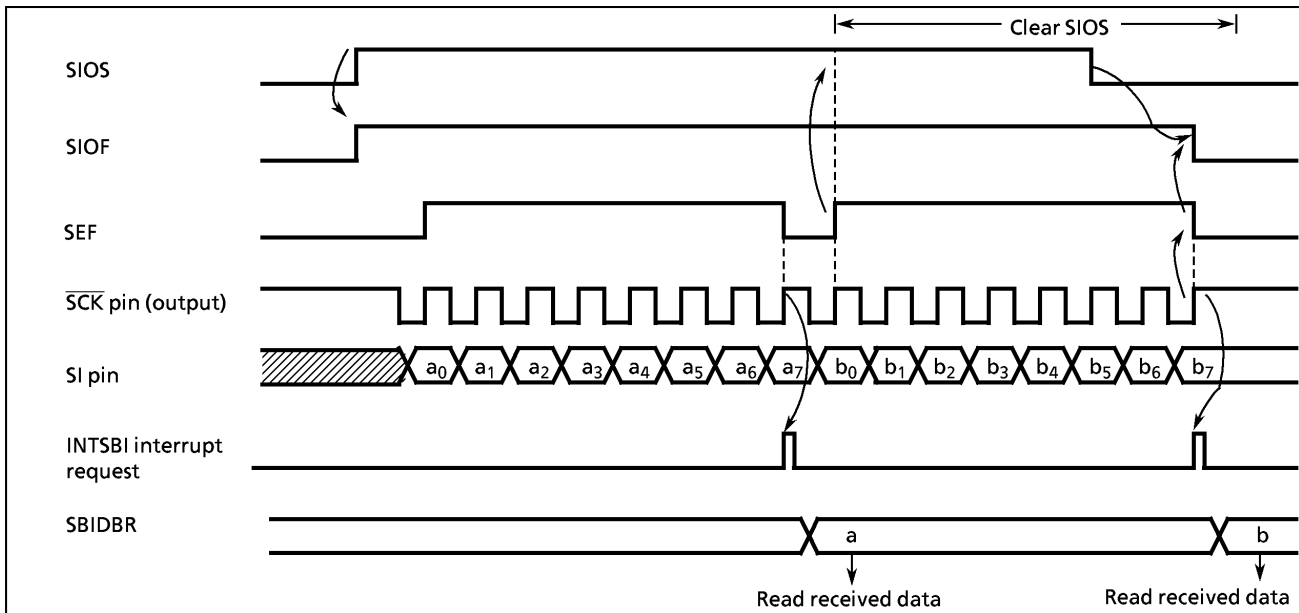 Clear SIOS
SIOS
SIOF
SEF
SCK pin (output)
SI pin
a0 a1 a2 a3 a4 a5 a6 a7 b0 b1 b2 b3 b4 b5 b6 b7
INTSBI interrupt
request
SBIDBR
a b
Read received data Read received data